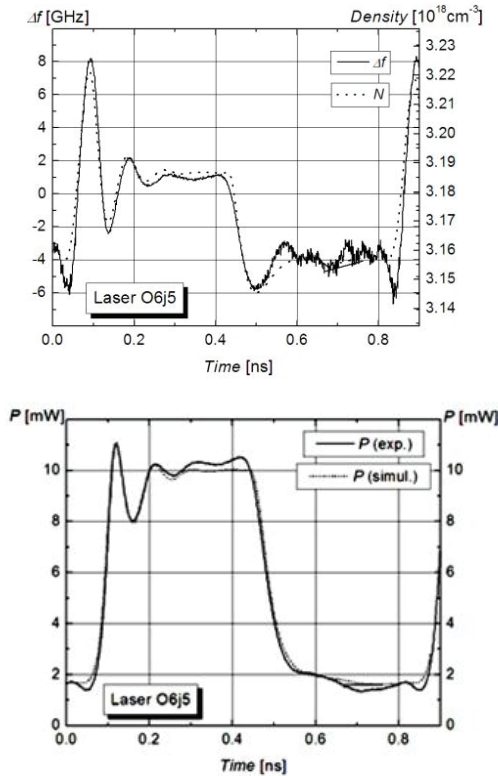 Δf [GHz] Density [10¹⁸cm⁻³]
8
6
4
2
0
-2
-4
-6
3.22
3.21
3.20
3.19
3.18
3.17
3.16
3.15
3.14
Δf
N
Laser O6j5
0.0 0.2 0.4 0.6 0.8
Time [ns]
P [mW] P [mW]
10
8
6
4
2
0
10
8
6
4
2
0
P (exp.)
P (simul.)
Laser O6j5
0.0 0.2 0.4 0.6 0.8
Time [ns]